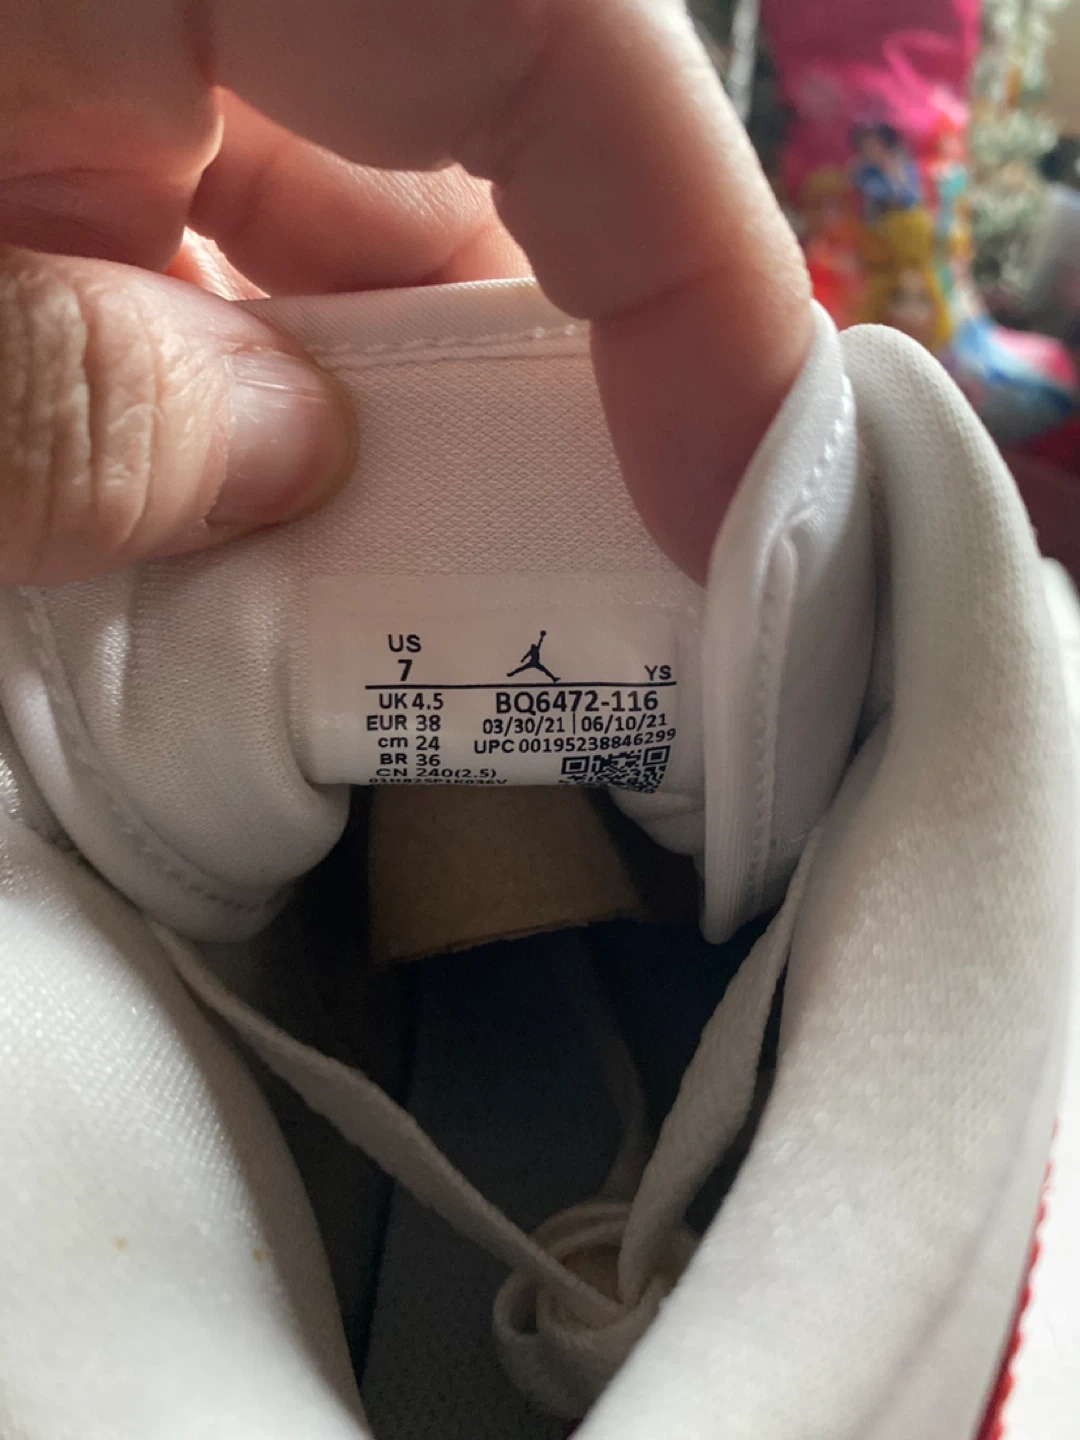 US
7
YS
UK 4.5
BQ6472-116
EUR 38
03/30/21 | 06/10/21
cm 24
UPC 00195238846299
BR 36
CN 240(2.5)